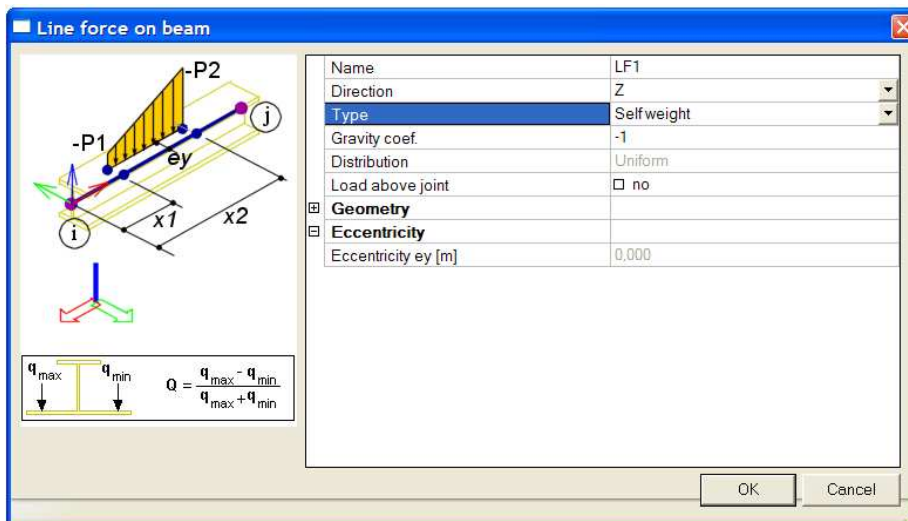 Line force on beam
-P2
-P1
ey
j
x1
x2
i
q max
q min
Q = q max - q min / q max + q min
Name LF1
Direction Z
Type Self weight
Gravity coef. -1
Distribution Uniform
Load above joint no
Geometry
Eccentricity
Eccentricity ey [m] 0,000
OK Cancel